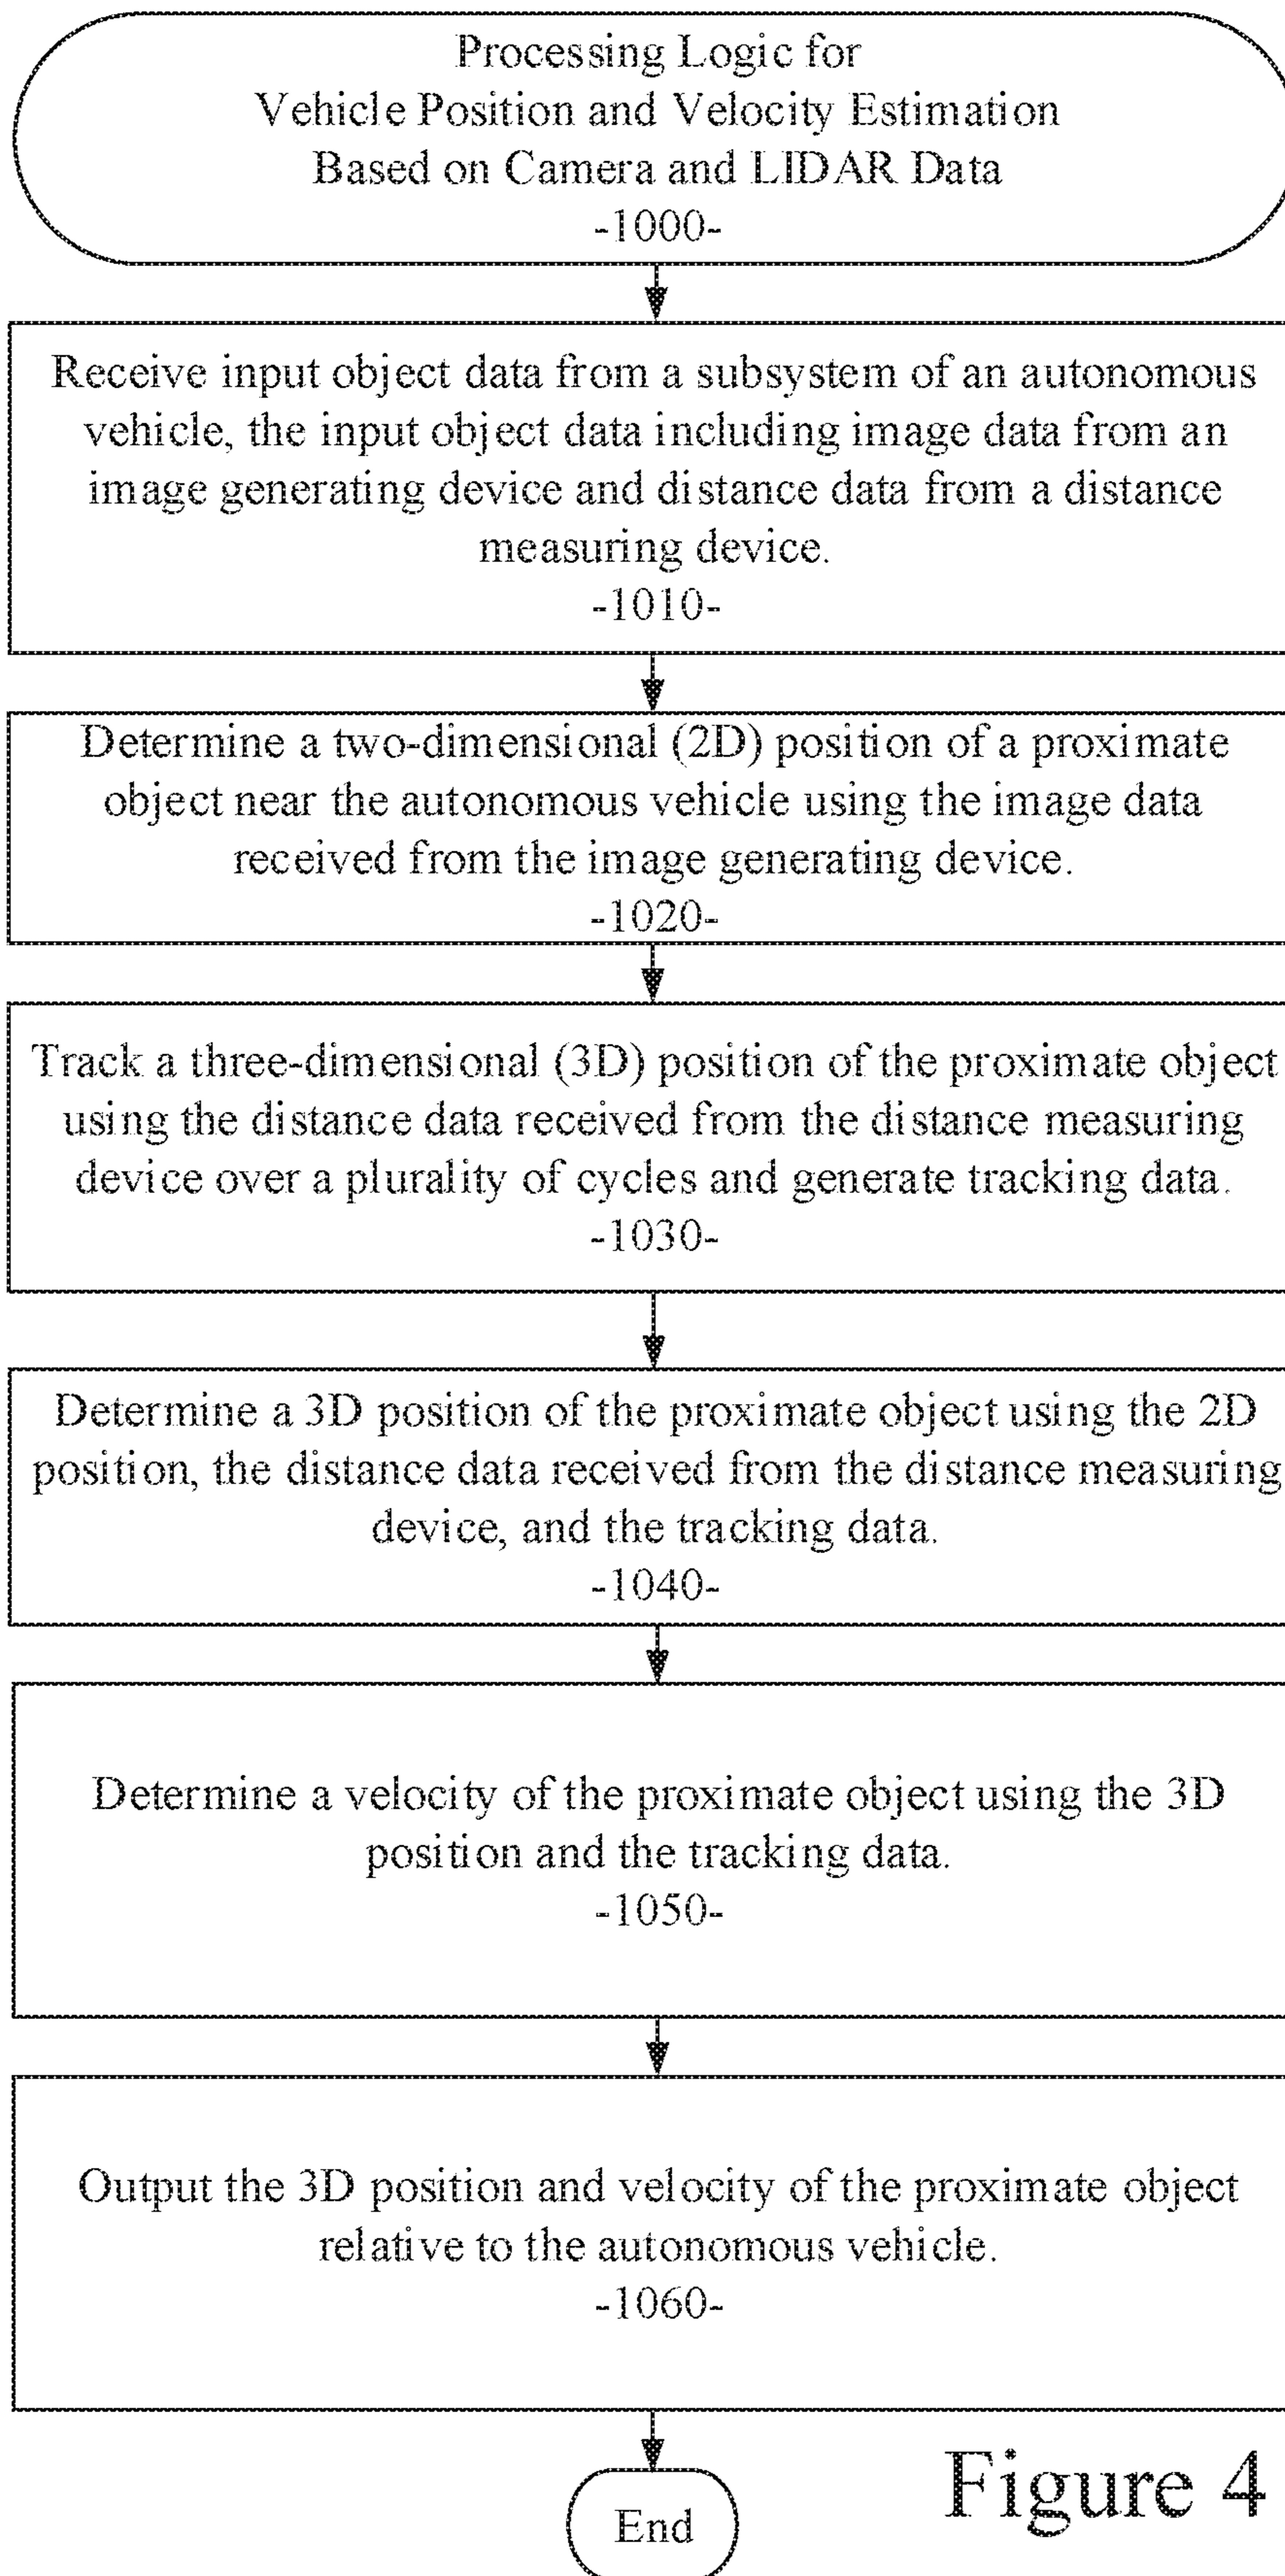 Processing Logic for
Vehicle Position and Velocity Estimation
Based on Camera and LIDAR Data
-1000-
Receive input object data from a subsystem of an autonomous
vehicle, the input object data including image data from an
image generating device and distance data from a distance
measuring device.
-1010-
Determine a two-dimensional (2D) position of a proximate
object near the autonomous vehicle using the image data
received from the image generating device.
-1020-
Track a three-dimensional (3D) position of the proximate object
using the distance data received from the distance measuring
device over a plurality of cycles and generate tracking data.
-1030-
Determine a 3D position of the proximate object using the 2D
position, the distance data received from the distance measuring
device, and the tracking data.
-1040-
Determine a velocity of the proximate object using the 3D
position and the tracking data.
-1050-
Output the 3D position and velocity of the proximate object
relative to the autonomous vehicle.
-1060-
End
Figure 4